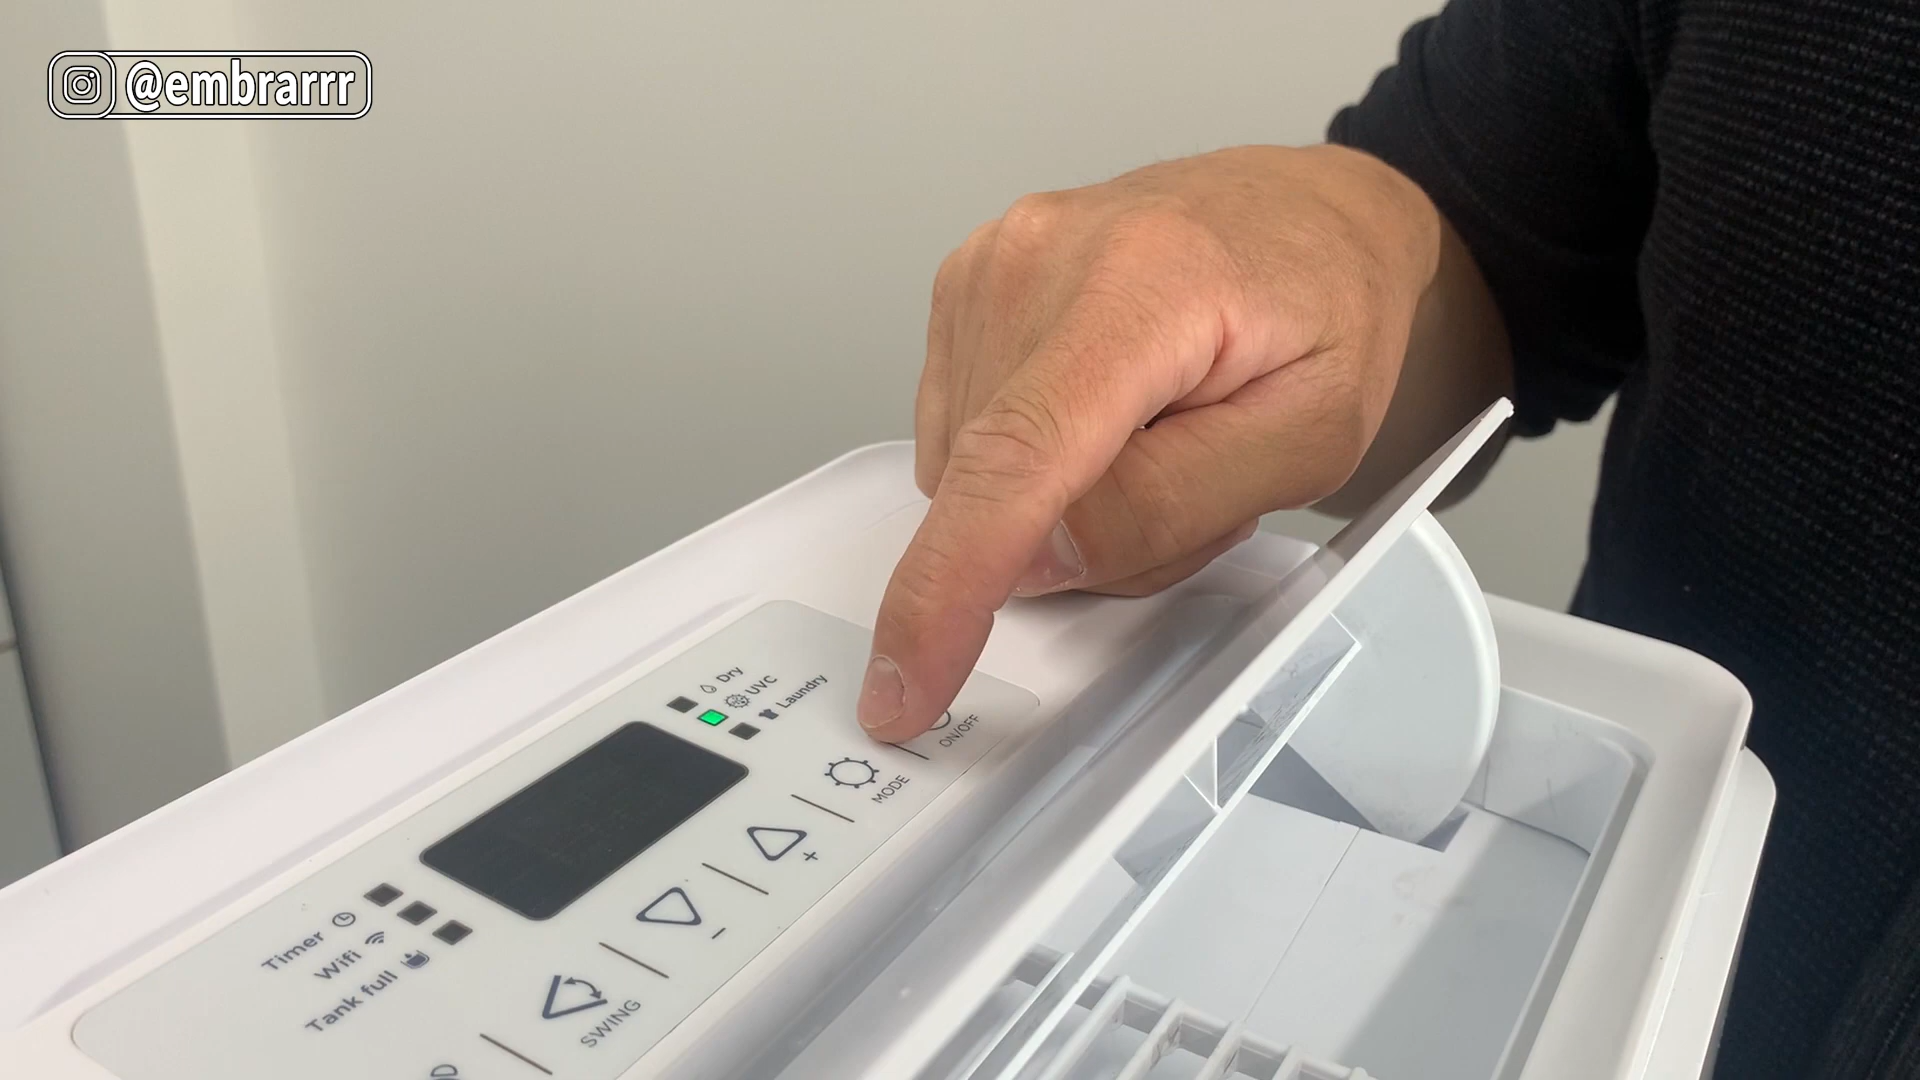 @embrarrr
Dry
UVC
Laundry
ON/OFF
MODE
+
-
SWING
Timer
Wifi
Tank full